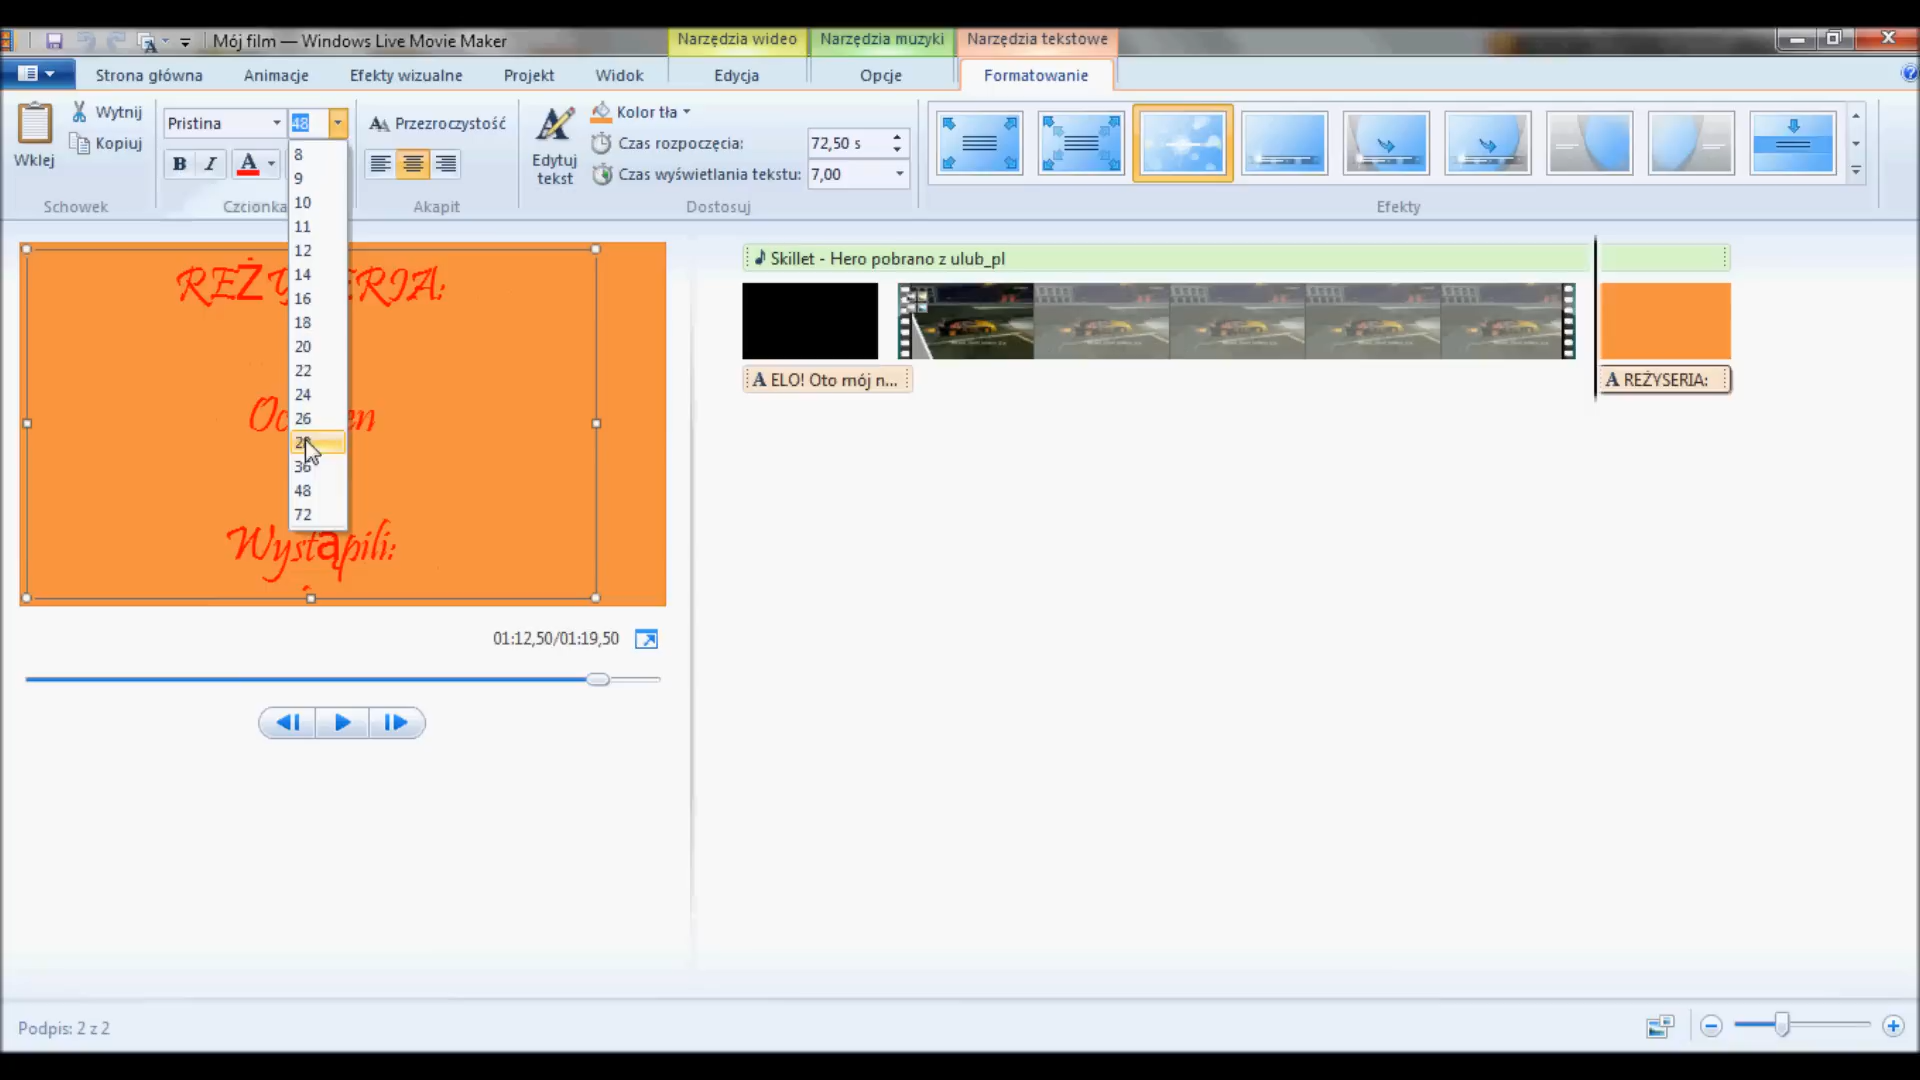 Mój film — Windows Live Movie Maker
Narzędzia wideo
Narzędzia muzyki
Narzędzia tekstowe
Strona główna
Animacje
Efekty wizualne
Projekt
Widok
Edycja
Opcje
Formatowanie
Wklej
Wytnij
Kopiuj
Schowek
Pristina
48
B
I
A
Czcionka
Przezroczystość
Akapit
Edytuj
tekst
Kolor tła
Czas rozpoczęcia:
72,50 s
Czas wyświetlania tekstu:
7,00
Dostosuj
Efekty
8
9
10
11
12
14
16
18
20
22
24
26
36
48
72
Wystąpili:
01:12,50/01:19,50
Skillet - Hero pobrano z ulub_pl
A ELO! Oto mój n...
A REŻYSERIA:
Podpis: 2 z 2